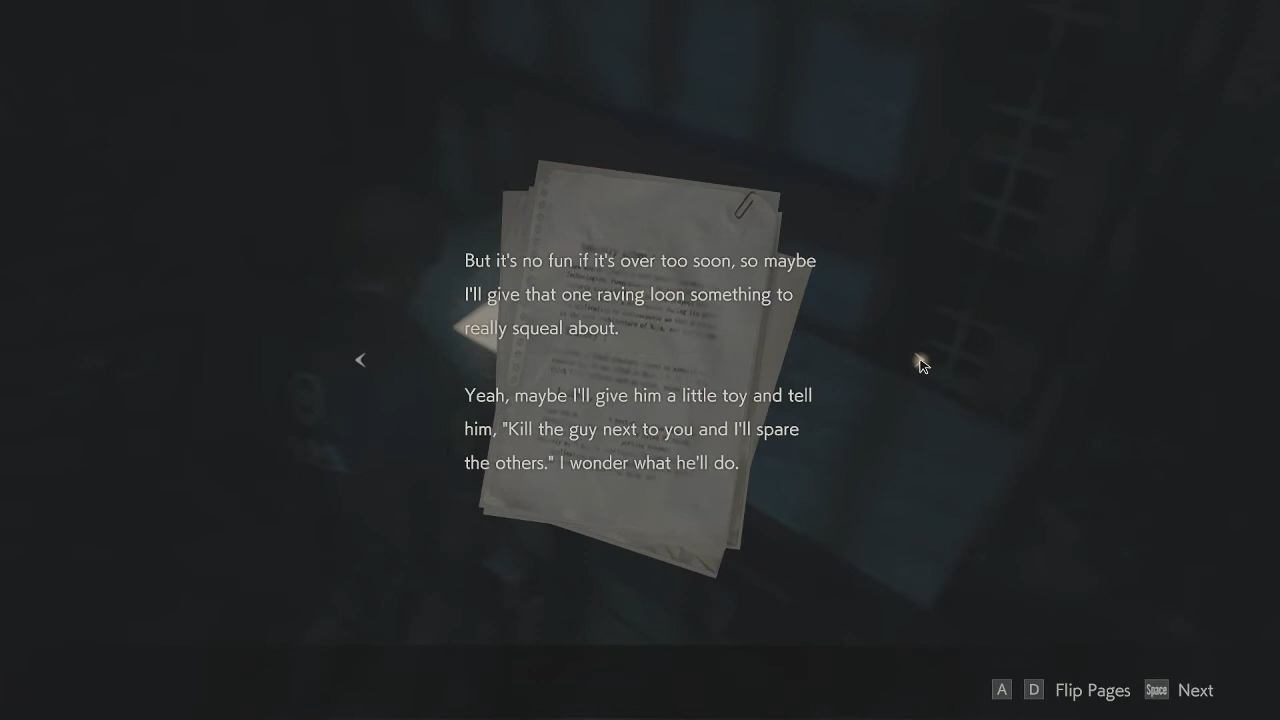 But it's no fun if it's over too soon, so maybe
I'll give that one raving loon something to
really squeal about.
Yeah, maybe I'll give him a little toy and tell
him, "Kill the guy next to you and I'll spare
the others." I wonder what he'll do.
A D Flip Pages Space Next